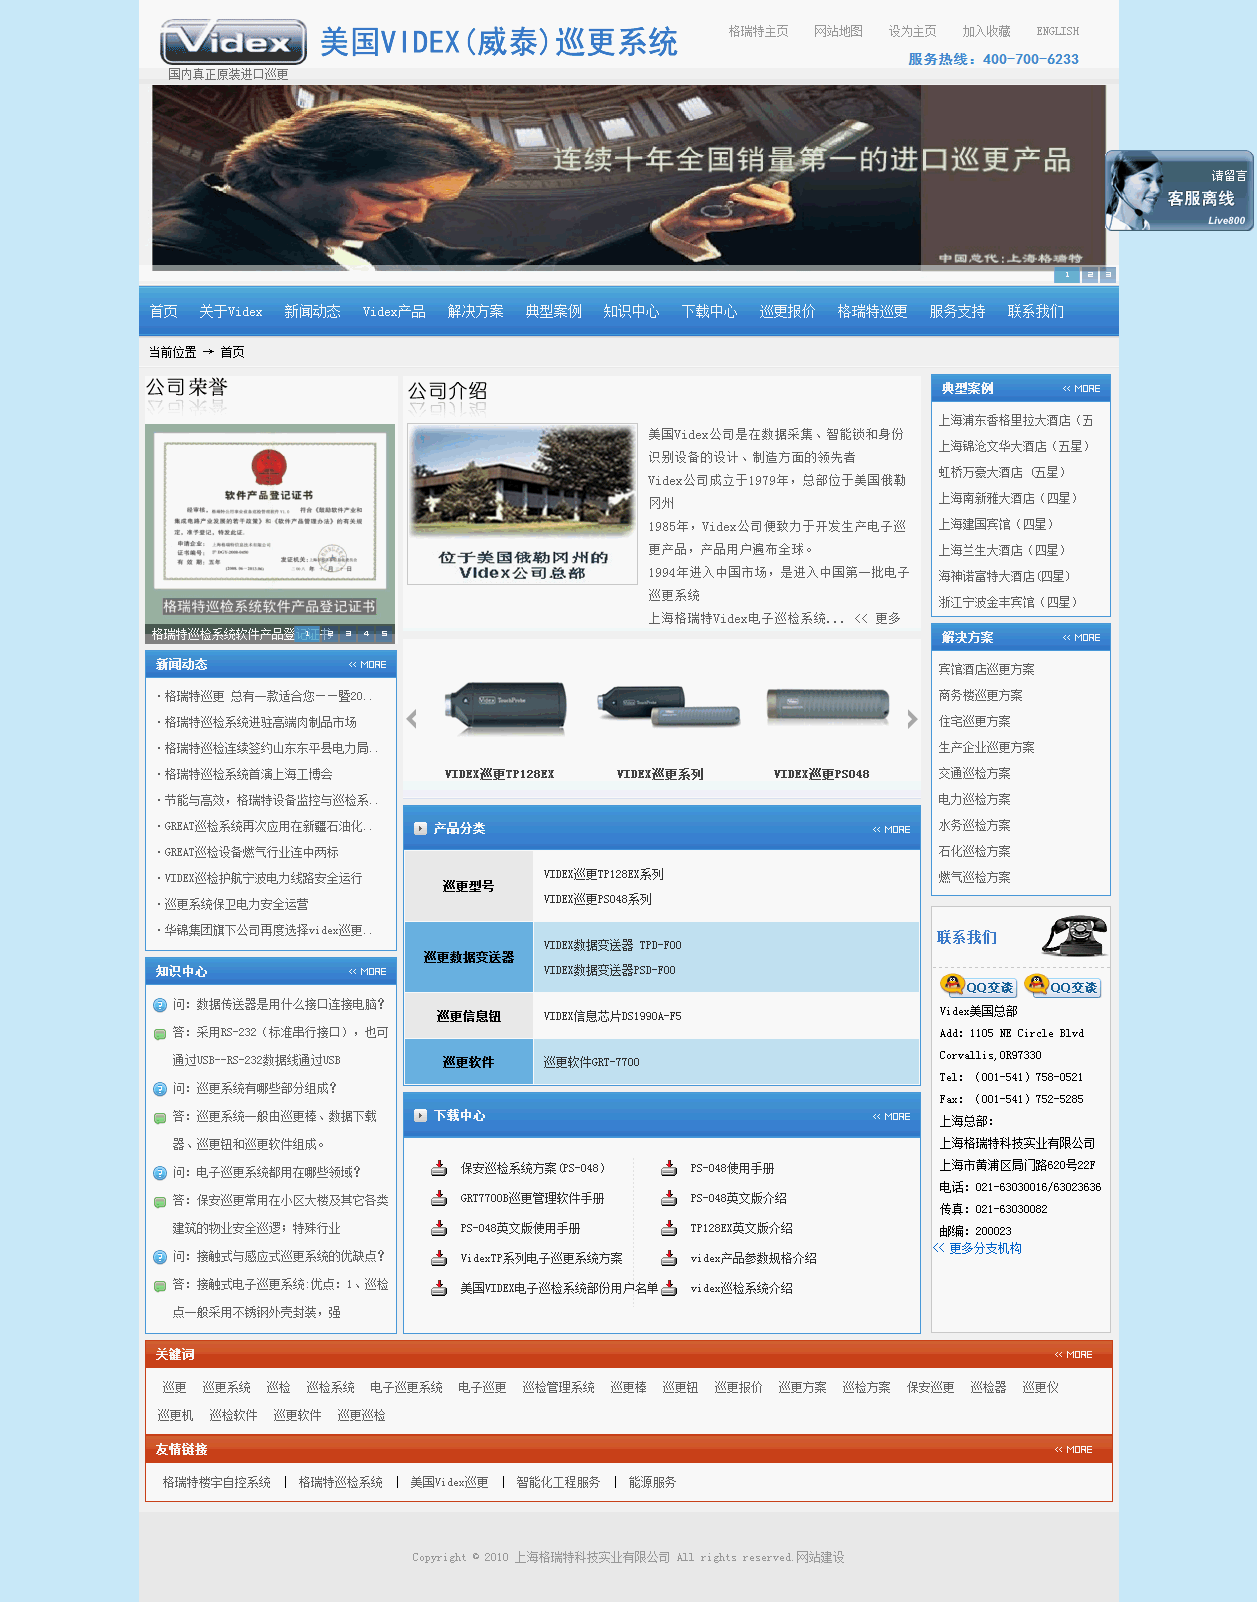 Videx
美国VIDEX(威泰)巡更系统
国内真正原装进口巡更
格瑞特主页 网站地图 设为主页 加入收藏 ENGLISH
服务热线：400-700-6233
连续十年全国销量第一的进口巡更产品
中国总代:上海格瑞特
1 2 3
请留言
客服离线
Live800
首页 关于Videx 新闻动态 Videx产品 解决方案 典型案例 知识中心 下载中心 巡更报价 格瑞特巡更 服务支持 联系我们
当前位置 → 首页
公司荣誉
软件产品登记证书
格瑞特巡检系统软件产品登记证书
格瑞特巡检系统软件产品登记证书
1 2 3 4 5
公司介绍
位于美国俄勒冈州的
Videx公司总部
美国Videx公司是在数据采集、智能锁和身份
识别设备的设计、制造方面的领先者
Videx公司成立于1979年，总部位于美国俄勒
冈州
1985年，Videx公司便致力于开发生产电子巡
更产品，产品用户遍布全球。
1994年进入中国市场，是进入中国第一批电子
巡更系统
上海格瑞特Videx电子巡检系统... << 更多
VIDEX巡更TP128EX VIDEX巡更系列 VIDEX巡更PS048
新闻动态 << MORE
·格瑞特巡更 总有一款适合您——暨20..
·格瑞特巡检系统进驻高端肉制品市场
·格瑞特巡检连续签约山东东平县电力局..
·格瑞特巡检系统首演上海工博会
·节能与高效，格瑞特设备监控与巡检系..
·GREAT巡检系统再次应用在新疆石油化..
·GREAT巡检设备燃气行业连中两标
·VIDEX巡检护航宁波电力线路安全运行
·巡更系统保卫电力安全运营
·华锦集团旗下公司再度选择videx巡更..
知识中心 << MORE
问：数据传送器是用什么接口连接电脑？
答：采用RS-232（标准串行接口），也可
通过USB--RS-232数据线通过USB
问：巡更系统有哪些部分组成？
答：巡更系统一般由巡更棒、数据下载
器、巡更钮和巡更软件组成。
问：电子巡更系统都用在哪些领域？
答：保安巡更常用在小区大楼及其它各类
建筑的物业安全巡逻；特殊行业
问：接触式与感应式巡更系统的优缺点？
答：接触式电子巡更系统:优点：1、巡检
点一般采用不锈钢外壳封装，强
产品分类 << MORE
巡更型号
VIDEX巡更TP128EX系列
VIDEX巡更PS048系列
巡更数据变送器
VIDEX数据变送器 TPD-F00
VIDEX数据变送器PSD-F00
巡更信息钮
VIDEX信息芯片DS1990A-F5
巡更软件
巡更软件GRT-7700
下载中心 << MORE
保安巡检系统方案(PS-048) PS-048使用手册
GRT7700B巡更管理软件手册 PS-048英文版介绍
PS-048英文版使用手册 TP128EX英文版介绍
VidexTP系列电子巡更系统方案 videx产品参数规格介绍
美国VIDEX电子巡检系统部份用户名单 videx巡检系统介绍
典型案例 << MORE
上海浦东香格里拉大酒店（五
上海锦沧文华大酒店（五星）
虹桥万豪大酒店 （五星）
上海南新雅大酒店（四星）
上海建国宾馆（四星）
上海兰生大酒店（四星）
海神诺富特大酒店(四星)
浙江宁波金丰宾馆（四星）
解决方案 << MORE
宾馆酒店巡更方案
商务楼巡更方案
住宅巡更方案
生产企业巡更方案
交通巡检方案
电力巡检方案
水务巡检方案
石化巡检方案
燃气巡检方案
联系我们
QQ交谈 QQ交谈
Videx美国总部
Add: 1105 NE Circle Blvd
Corvallis,OR97330
Tel: （001-541）758-0521
Fax: （001-541）752-5285
上海总部：
上海格瑞特科技实业有限公司
上海市黄浦区局门路620号22F
电话：021-63030016/63023636
传真：021-63030082
邮编：200023
<< 更多分支机构
关键词 << MORE
巡更 巡更系统 巡检 巡检系统 电子巡更系统 电子巡更 巡检管理系统 巡更棒 巡更钮 巡更报价 巡更方案 巡检方案 保安巡更 巡检器 巡更仪
巡更机 巡检软件 巡更软件 巡更巡检
友情链接 << MORE
格瑞特楼宇自控系统 | 格瑞特巡检系统 | 美国Videx巡更 | 智能化工程服务 | 能源服务
Copyright © 2010 上海格瑞特科技实业有限公司 All rights reserved.网站建设